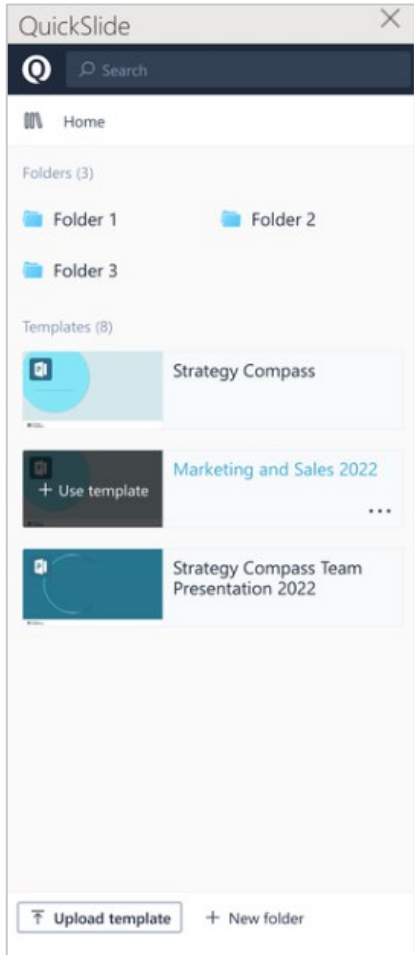 QuickSlide
Search
Home
Folders (3)
Folder 1
Folder 2
Folder 3
Templates (8)
Strategy Compass
+ Use template
Marketing and Sales 2022
...
Strategy Compass Team
Presentation 2022
Upload template
+ New folder